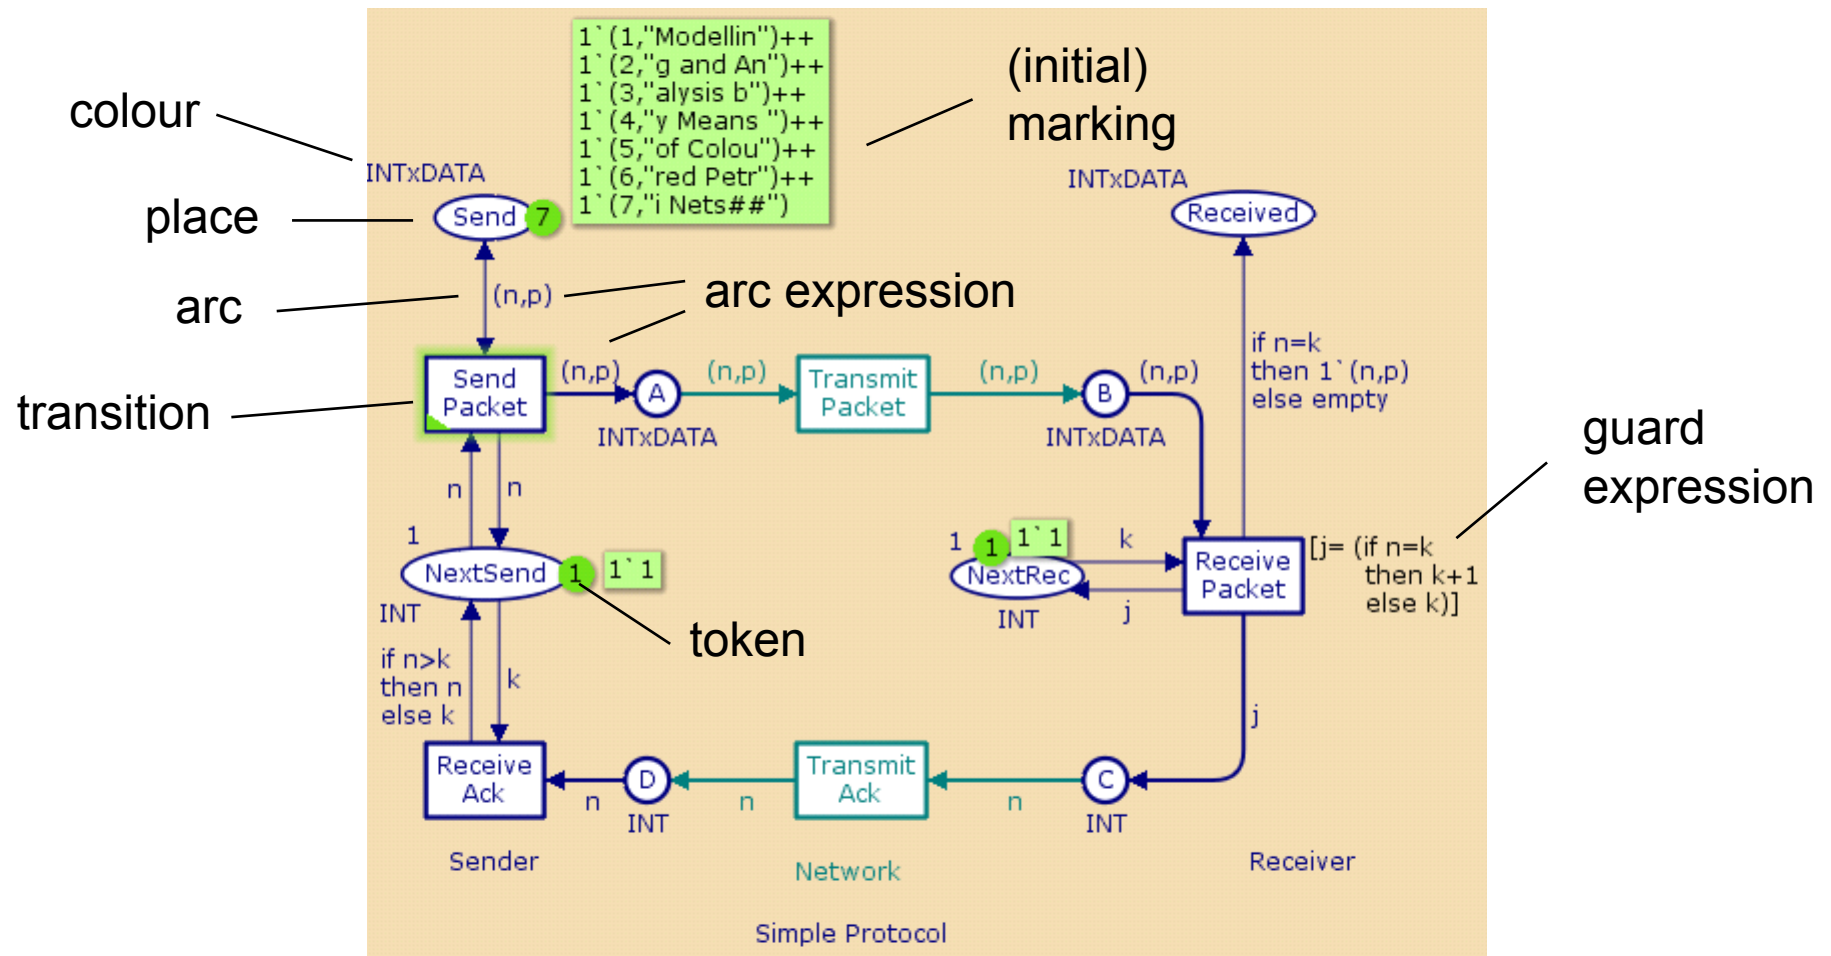 1`(1,"Modellin")++
1`(2,"g and An")++
1`(3,"alysis b")++
1`(4,"y Means ")++
1`(5,"of Colou")++
1`(6,"red Petr")++
1`(7,"i Nets##")
(initial)
marking
colour
INTxDATA
INTxDATA
place
Send
7
Received
arc
(n,p)
arc expression
if n=k
then 1`(n,p)
else empty
transition
Send
Packet
(n,p)
A
(n,p)
Transmit
Packet
(n,p)
B
(n,p)
INTxDATA
INTxDATA
guard
expression
n
n
1
NextSend
1
1`1
INT
1
1
1`1
NextRec
INT
k
j
Receive
Packet
[j= (if n=k
then k+1
else k)]
token
if n>k
then n
else k
k
j
Receive
Ack
n
D
INT
n
Transmit
Ack
n
C
INT
Sender
Network
Receiver
Simple Protocol